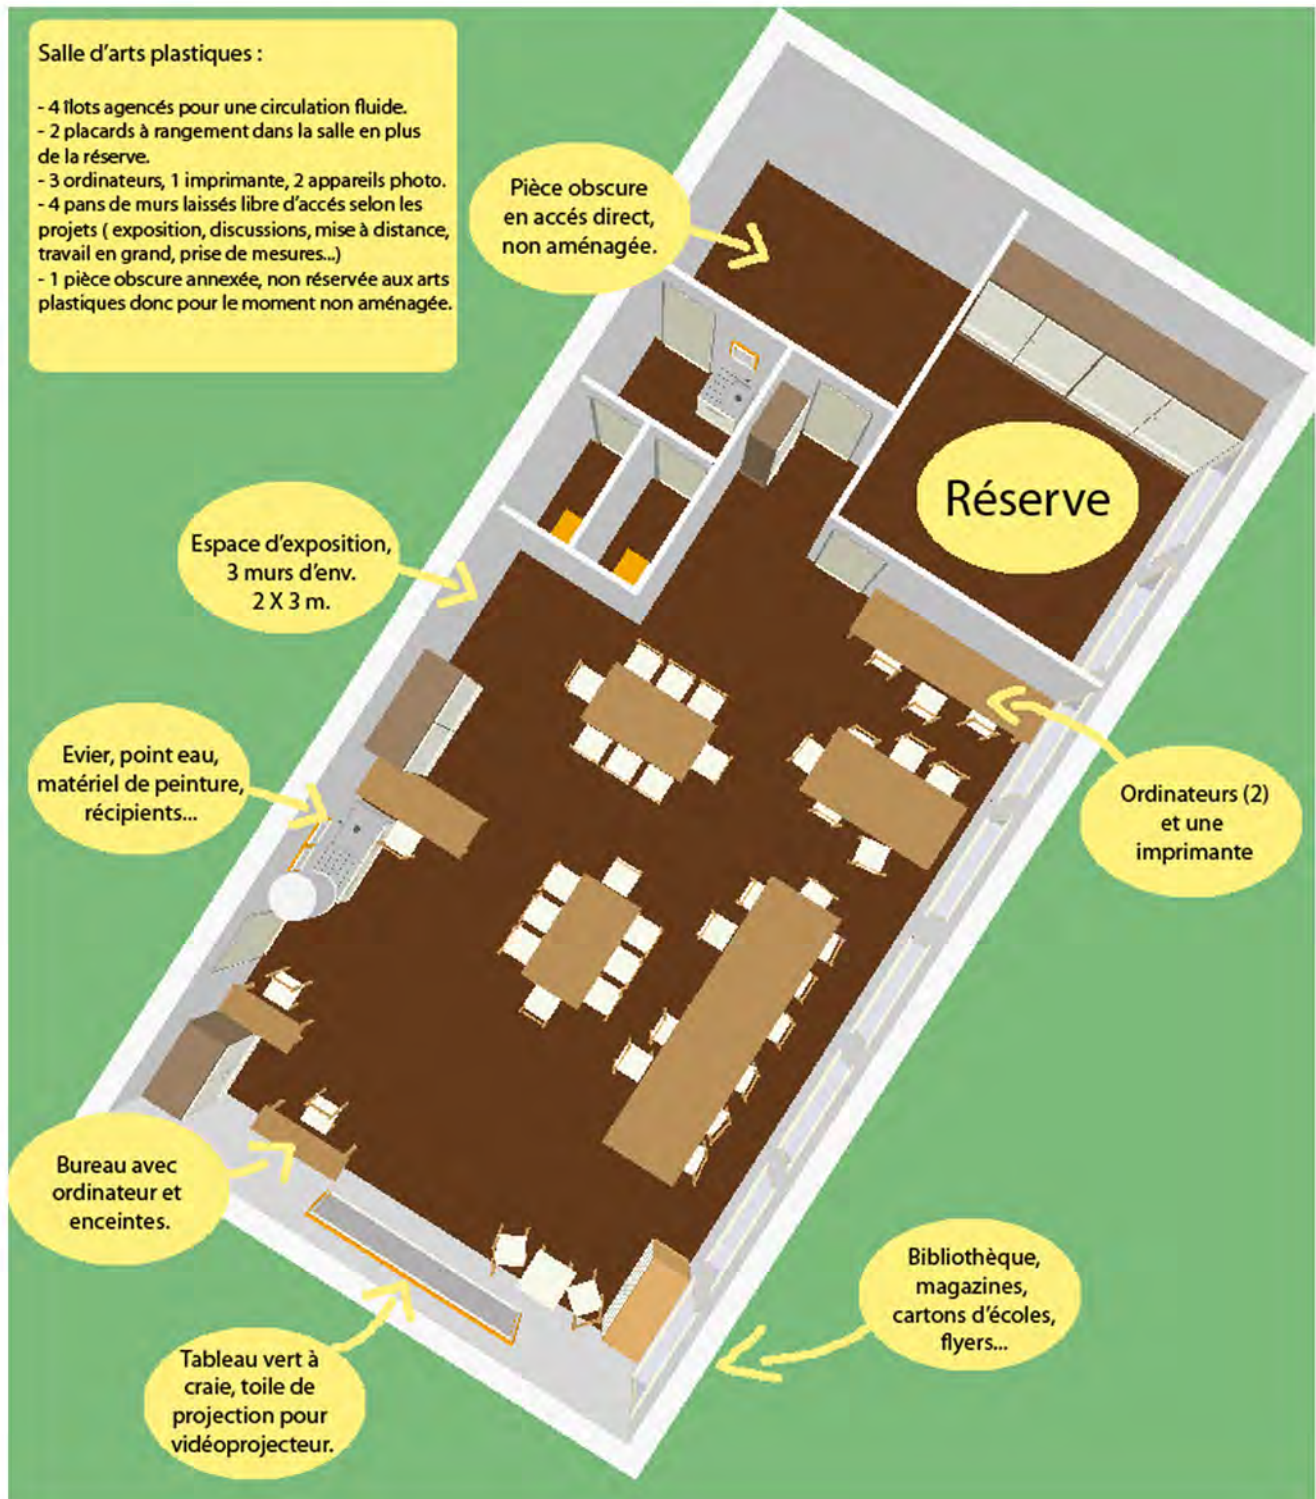 Salle d'arts plastiques :
- 4 îlots agencés pour une circulation fluide.
- 2 placards à rangement dans la salle en plus
de la réserve.
- 3 ordinateurs, 1 imprimante, 2 appareils photo.
- 4 pans de murs laissés libre d'accés selon les
projets ( exposition, discussions, mise à distance,
travail en grand, prise de mesures...)
- 1 pièce obscure annexée, non réservée aux arts
plastiques donc pour le moment non aménagée.
Pièce obscure
en accés direct,
non aménagée.
Réserve
Espace d'exposition,
3 murs d'env.
2 X 3 m.
Evier, point eau,
matériel de peinture,
récipients...
Ordinateurs (2)
et une
imprimante
Bureau avec
ordinateur et
enceintes.
Bibliothèque,
magazines,
cartons d'écoles,
flyers...
Tableau vert à
craie, toile de
projection pour
vidéoprojecteur.